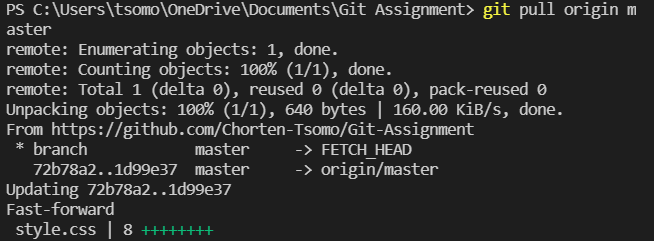 PS C:\Users\tsomo\OneDrive\Documents\Git Assignment> git pull origin m
aster
remote: Enumerating objects: 1, done.
remote: Counting objects: 100% (1/1), done.
remote: Total 1 (delta 0), reused 0 (delta 0), pack-reused 0
Unpacking objects: 100% (1/1), 640 bytes | 160.00 KiB/s, done.
From https://github.com/Chorten-Tsomo/Git-Assignment
 * branch            master     -> FETCH_HEAD
   72b78a2..1d99e37  master     -> origin/master
Updating 72b78a2..1d99e37
Fast-forward
 style.css | 8 ++++++++